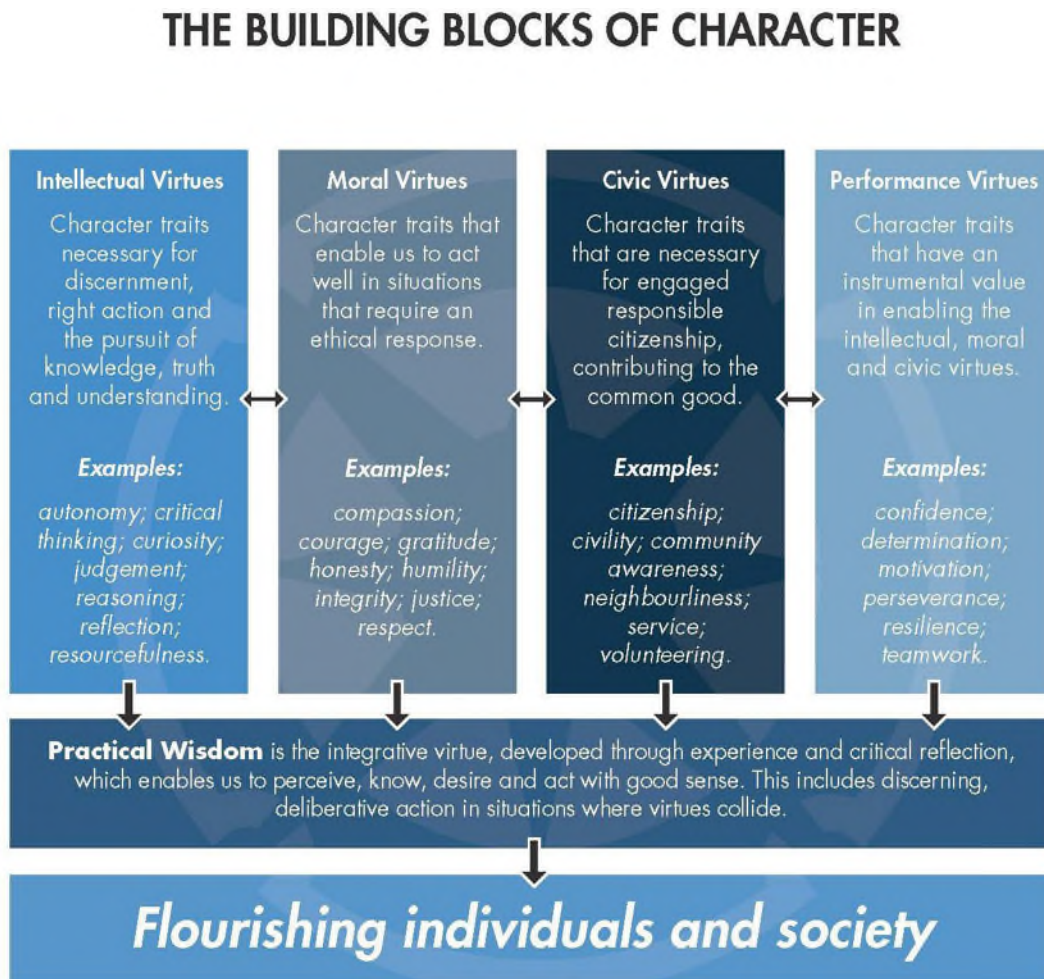 THE BUILDING BLOCKS OF CHARACTER
Intellectual Virtues
Character traits
necessary for
discernment,
right action and
the pursuit of
knowledge, truth
and understanding.
Examples:
autonomy; critical
thinking; curiosity;
judgement;
reasoning;
reflection;
resourcefulness.
Moral Virtues
Character traits that
enable us to act
well in situations
that require an
ethical response.
Examples:
compassion;
courage; gratitude;
honesty; humility;
integrity; justice;
respect.
Civic Virtues
Character traits
that are necessary
for engaged
responsible
citizenship,
contributing to the
common good.
Examples:
citizenship;
civility; community
awareness;
neighbourliness;
service;
volunteering.
Performance Virtues
Character traits
that have an
instrumental value
in enabling the
intellectual, moral
and civic virtues.
Examples:
confidence;
determination;
motivation;
perseverance;
resilience;
teamwork.
Practical Wisdom is the integrative virtue, developed through experience and critical reflection,
which enables us to perceive, know, desire and act with good sense. This includes discerning,
deliberative action in situations where virtues collide.
Flourishing individuals and society